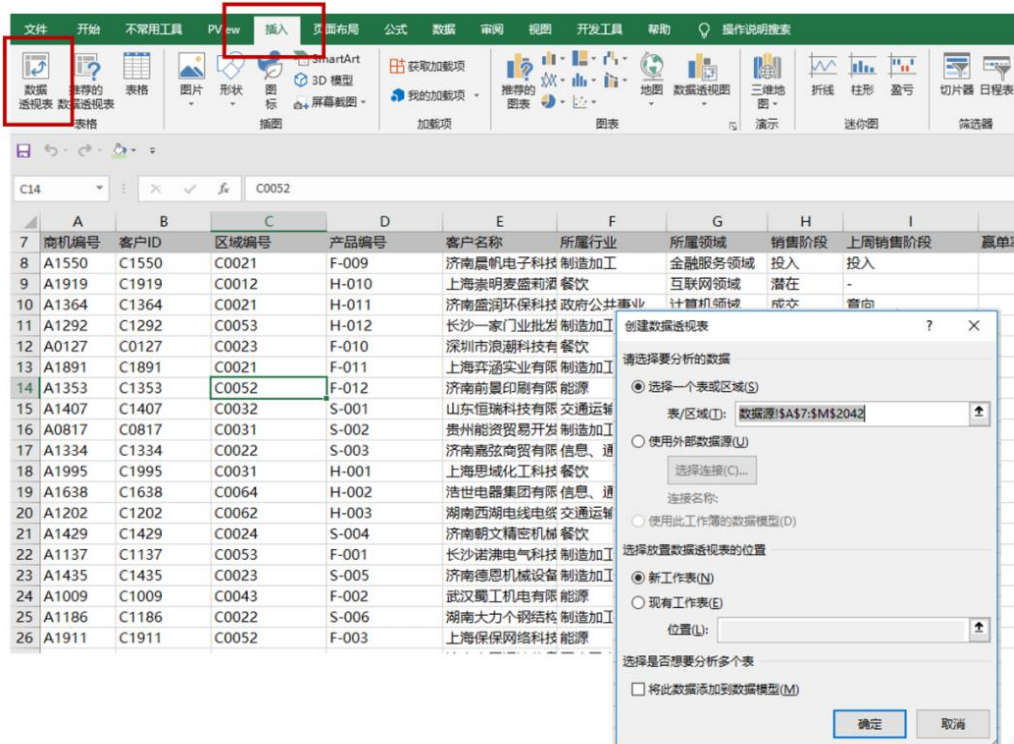 文件 开始 不常用工具 PView 插入 页面布局 公式 数据 审阅 视图 开发工具 帮助 操作说明搜索
SmartArt
获取加载项
3D 模型
我的加载项
屏幕截图
数据
透视表
推荐的
数据透视表
表格
图片
形状
图
标
推荐的
图表
地图
数据透视图
三维地
图
折线
柱形
盈亏
切片器
日程表
表格 插图 加载项 图表 演示 迷你图 筛选器
C14 fx C0052
A B C D E F G H I
7 商机编号 客户ID 区域编号 产品编号 客户名称 所属行业 所属领域 销售阶段 上周销售阶段
8 A1550 C1550 C0021 F-009 济南晨帆电子科技 制造加工 金融服务领域 投入 投入
9 A1919 C1919 C0012 H-010 上海崇明麦盛莉酒 餐饮 互联网领域 潜在 -
10 A1364 C1364 C0021 H-011 济南盛润环保科技 政府公共事业 计算机领域 成交 意向
11 A1292 C1292 C0053 H-012 长沙一家门业批发 制造加工
12 A0127 C0127 C0023 F-010 深圳市浪潮科技有 餐饮
13 A1891 C1891 C0021 F-011 上海弈涵实业有限 制造加工
14 A1353 C1353 C0052 F-012 济南前景印刷有限 能源
15 A1407 C1407 C0032 S-001 山东恒瑞科技有限 交通运输
16 A0817 C0817 C0031 S-002 贵州能资贸易开发 制造加工
17 A1334 C1334 C0022 S-003 济南嘉弦商贸有限 信息、通
18 A1995 C1995 C0031 H-001 上海思域化工科技 餐饮
19 A1638 C1638 C0064 H-002 浩世电器集团有限 信息、通
20 A1202 C1202 C0062 H-003 湖南西湖电线电缆 交通运输
21 A1429 C1429 C0024 S-004 济南朝文精密机械 餐饮
22 A1137 C1137 C0053 F-001 长沙诺沸电气科技 制造加工
23 A1435 C1435 C0023 S-005 济南德恩机械设备 制造加工
24 A1009 C1009 C0043 F-002 武汉蜀工机电有限 能源
25 A1186 C1186 C0022 S-006 湖南大力个钢结构 制造加工
26 A1911 C1911 C0052 F-003 上海保保网络科技 能源
创建数据透视表 ? ×
请选择要分析的数据
选择一个表或区域(S)
表/区域(T): 数据源!$A$7:$M$2042
使用外部数据源(U)
选择连接(C)...
连接名称:
使用此工作簿的数据模型(D)
选择放置数据透视表的位置
新工作表(N)
现有工作表(E)
位置(L):
选择是否想要分析多个表
将此数据添加到数据模型(M)
确定 取消